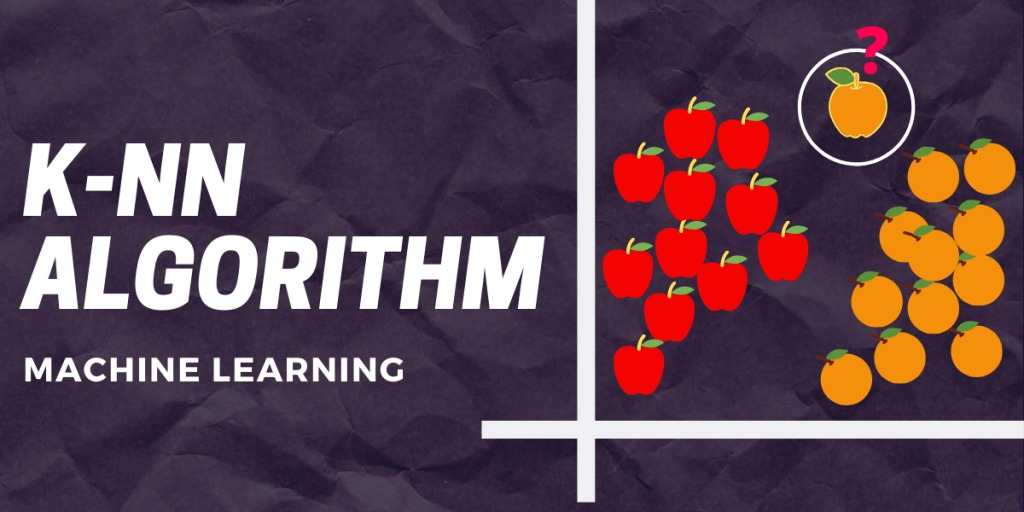 K-NN
ALGORITHM
MACHINE LEARNING
?